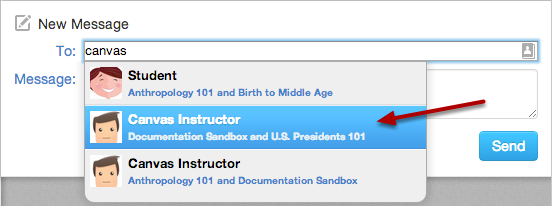 New Message
To: canvas
Student
Anthropology 101 and Birth to Middle Age
Message:
Canvas Instructor
Documentation Sandbox and U.S. Presidents 101
Canvas Instructor
Anthropology 101 and Documentation Sandbox
Send